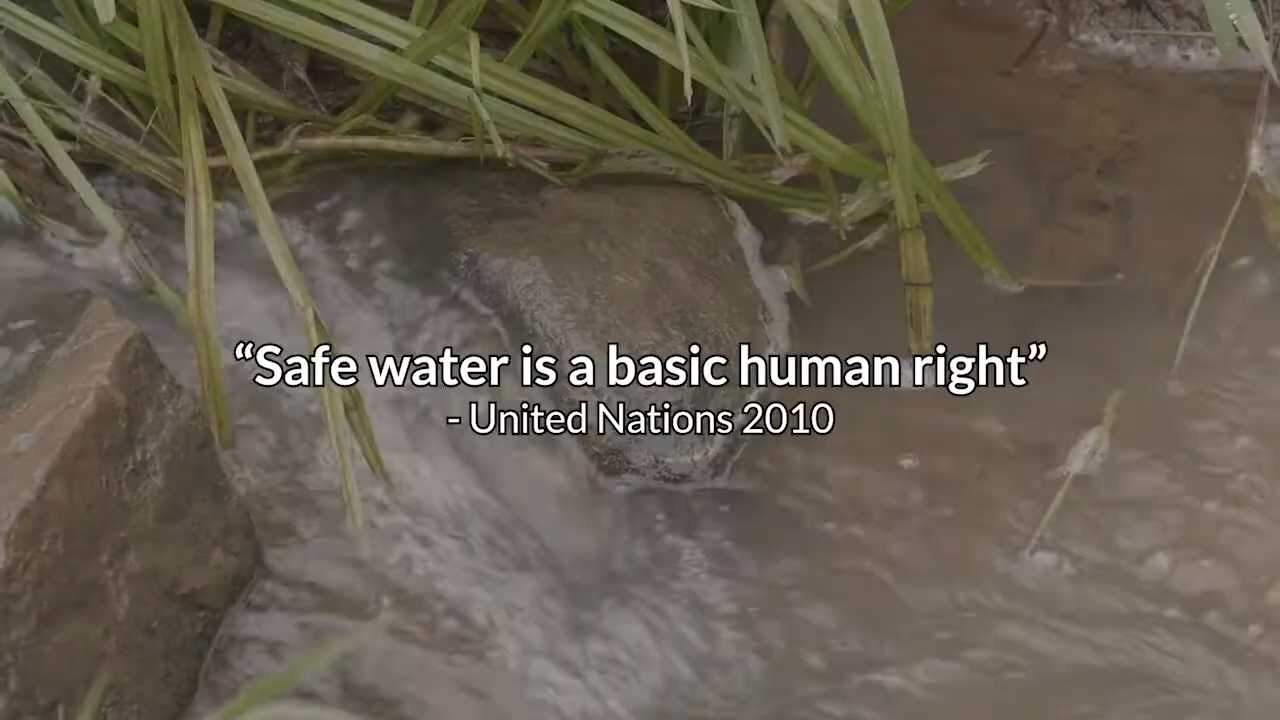 “Safe water is a basic human right”
- United Nations 2010